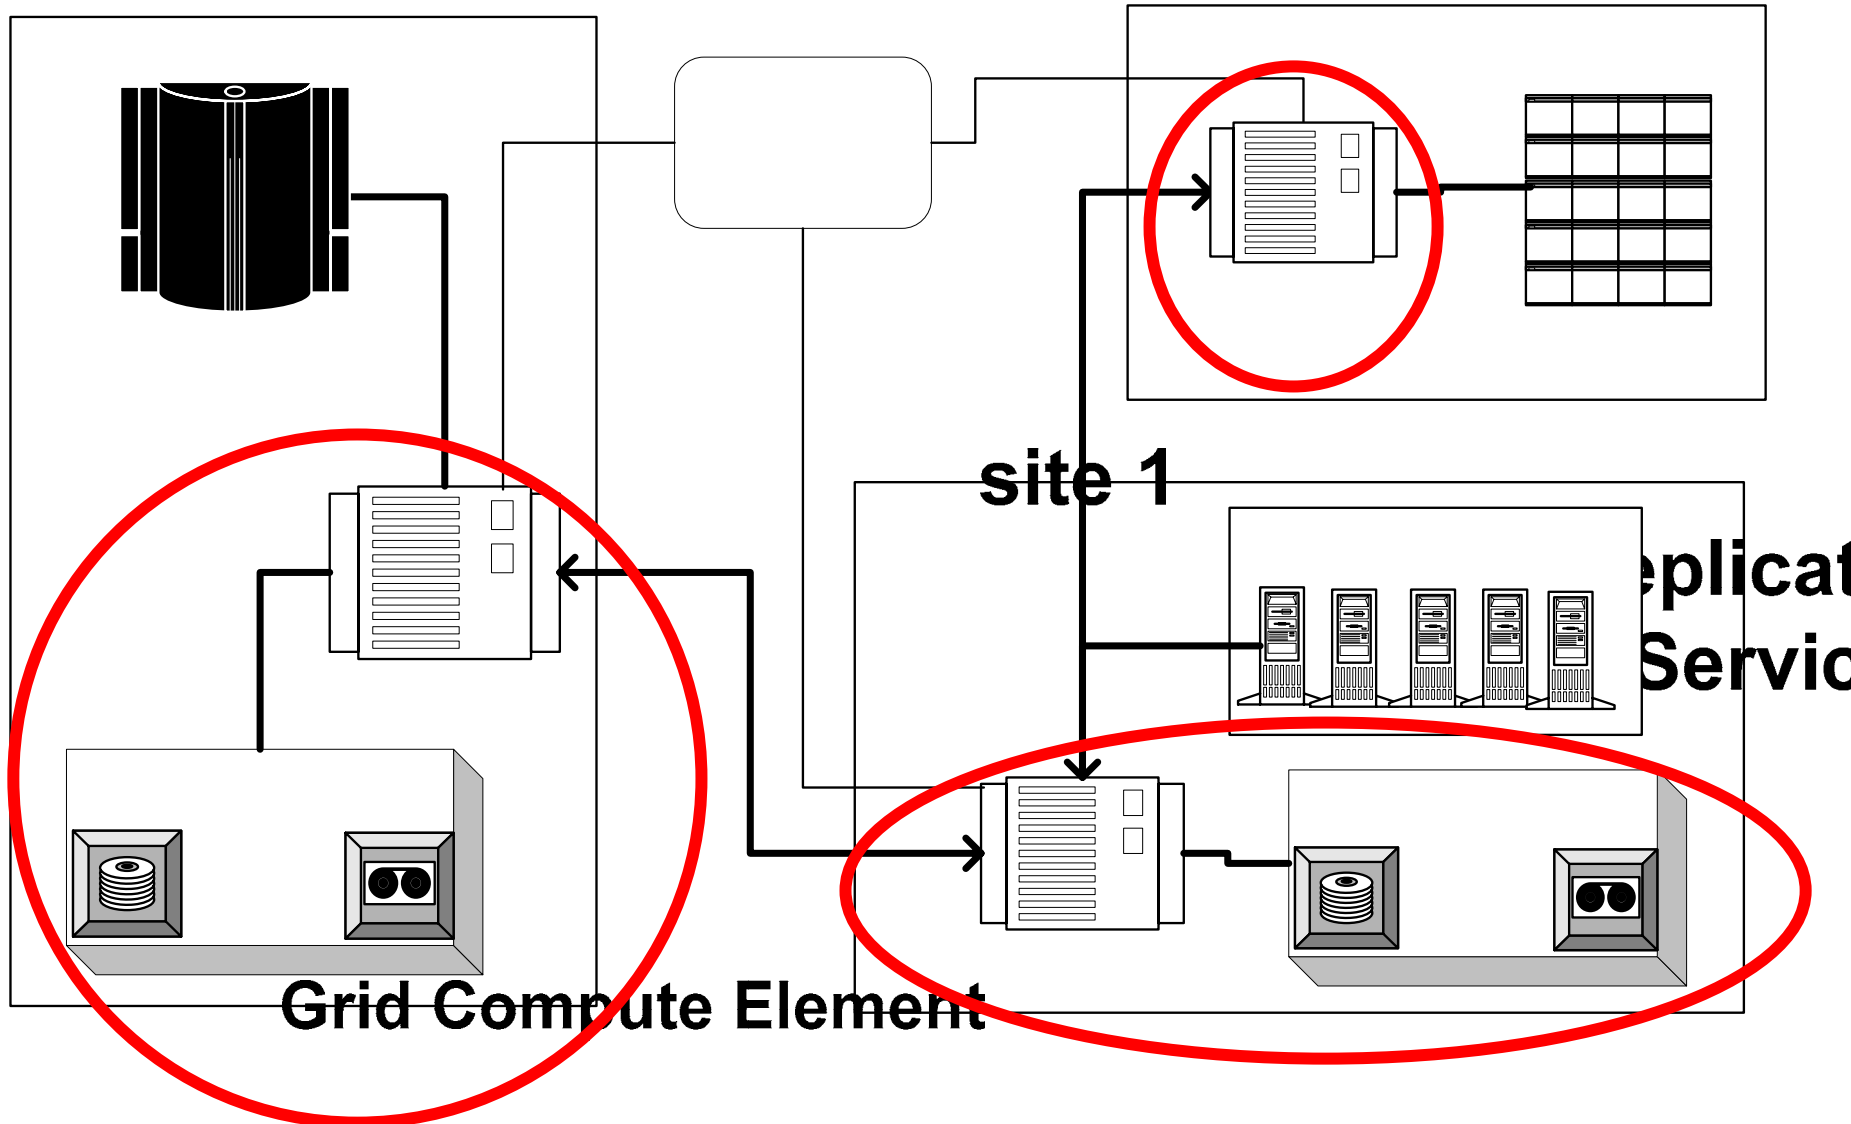 site 1
eplicat
Servic
Grid Compute Element